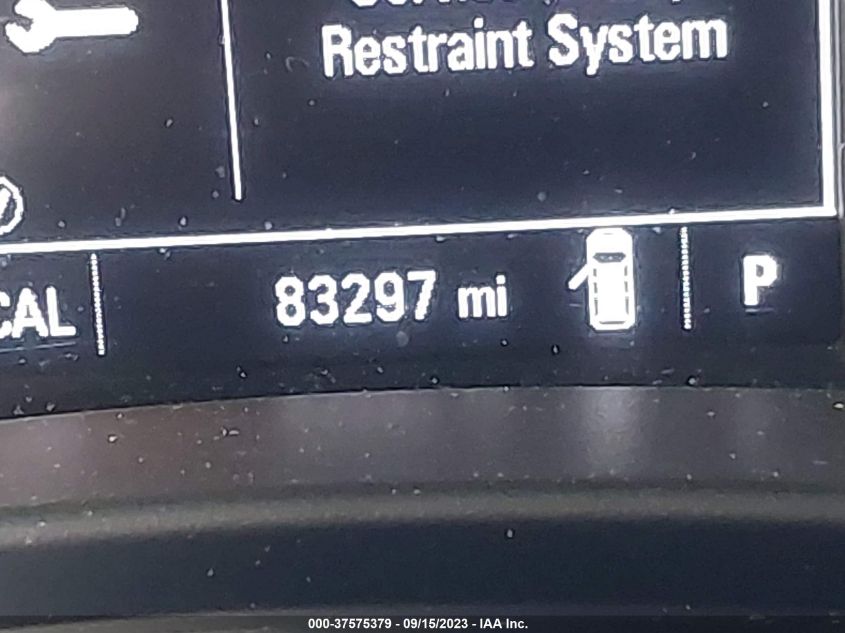 Restraint System
CAL
83297 mi
P
000-37575379 - 09/15/2023 - IAA Inc.